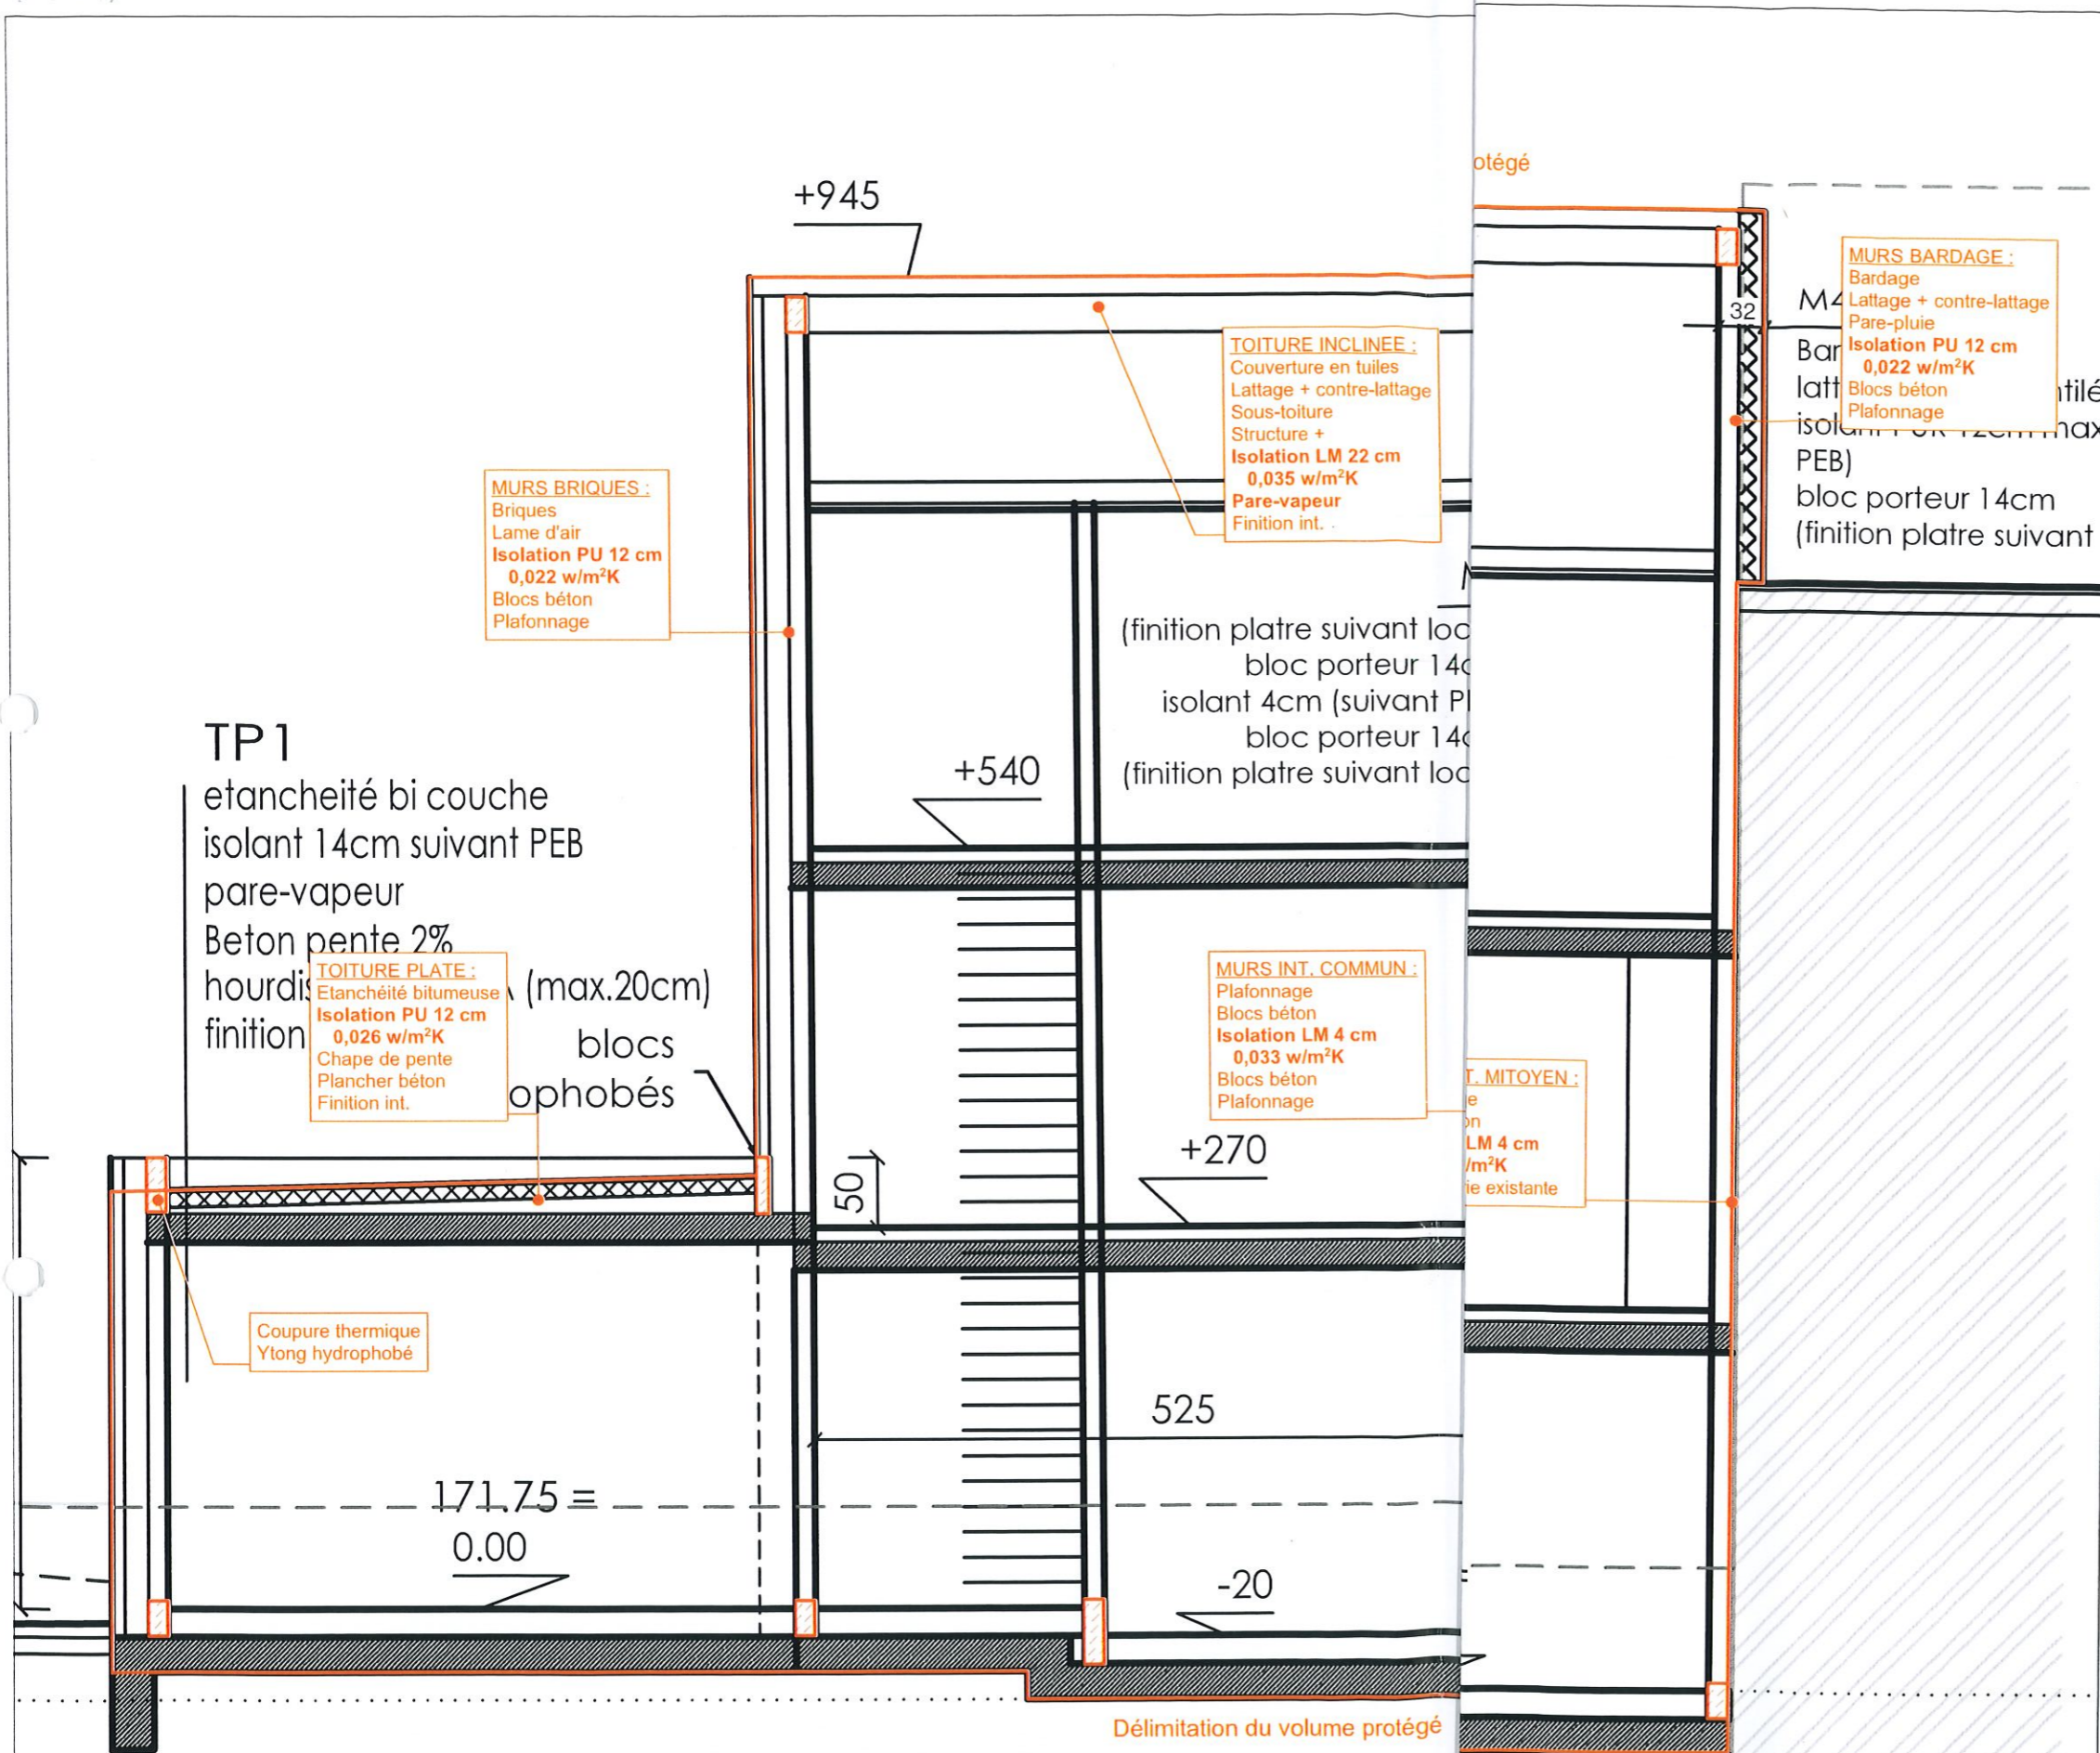 otégé
+945
MURS BARDAGE :
Bardage
Lattage + contre-lattage
Pare-pluie
Isolation PU 12 cm
0,022 w/m²K
Blocs béton
Plafonnage
32
M4
Bar
latt
ntilé
PEB)
bloc porteur 14cm
(finition platre suivant
TOITURE INCLINEE :
Couverture en tuiles
Lattage + contre-lattage
Sous-toiture
Structure +
Isolation LM 22 cm
0,035 w/m²K
Pare-vapeur
Finition int.
MURS BRIQUES :
Briques
Lame d'air
Isolation PU 12 cm
0,022 w/m²K
Blocs béton
Plafonnage
(finition platre suivant loc
bloc porteur 14c
isolant 4cm (suivant P
bloc porteur 14c
(finition platre suivant loc
+540
TP1
etancheité bi couche
isolant 14cm suivant PEB
pare-vapeur
Beton pente 2%
hourdis (max.20cm)
finition
blocs
ophobés
TOITURE PLATE :
Etanchéité bitumeuse
Isolation PU 12 cm
0,026 w/m²K
Chape de pente
Plancher béton
Finition int.
MURS INT. COMMUN :
Plafonnage
Blocs béton
Isolation LM 4 cm
0,033 w/m²K
Blocs béton
Plafonnage
T. MITOYEN :
e
on
LM 4 cm
/m²K
ie existante
+270
50
Coupure thermique
Ytong hydrophobé
525
171.75 =
0.00
-20
Délimitation du volume protégé